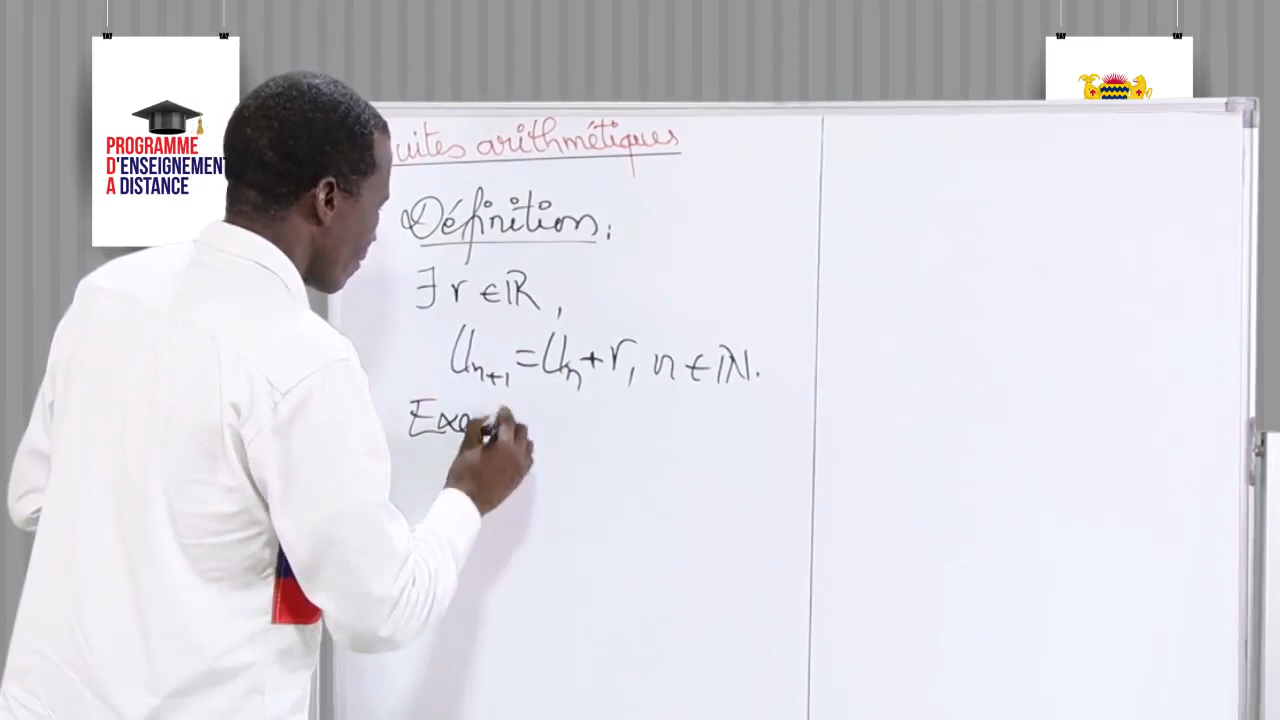 PROGRAMME
D'ENSEIGNEMENT
A DISTANCE
uites arithmétiques
Définition:
∃ r ∈ ℝ,
Uₙ₊₁ = Uₙ + r, n ∈ ℕ.
Exe